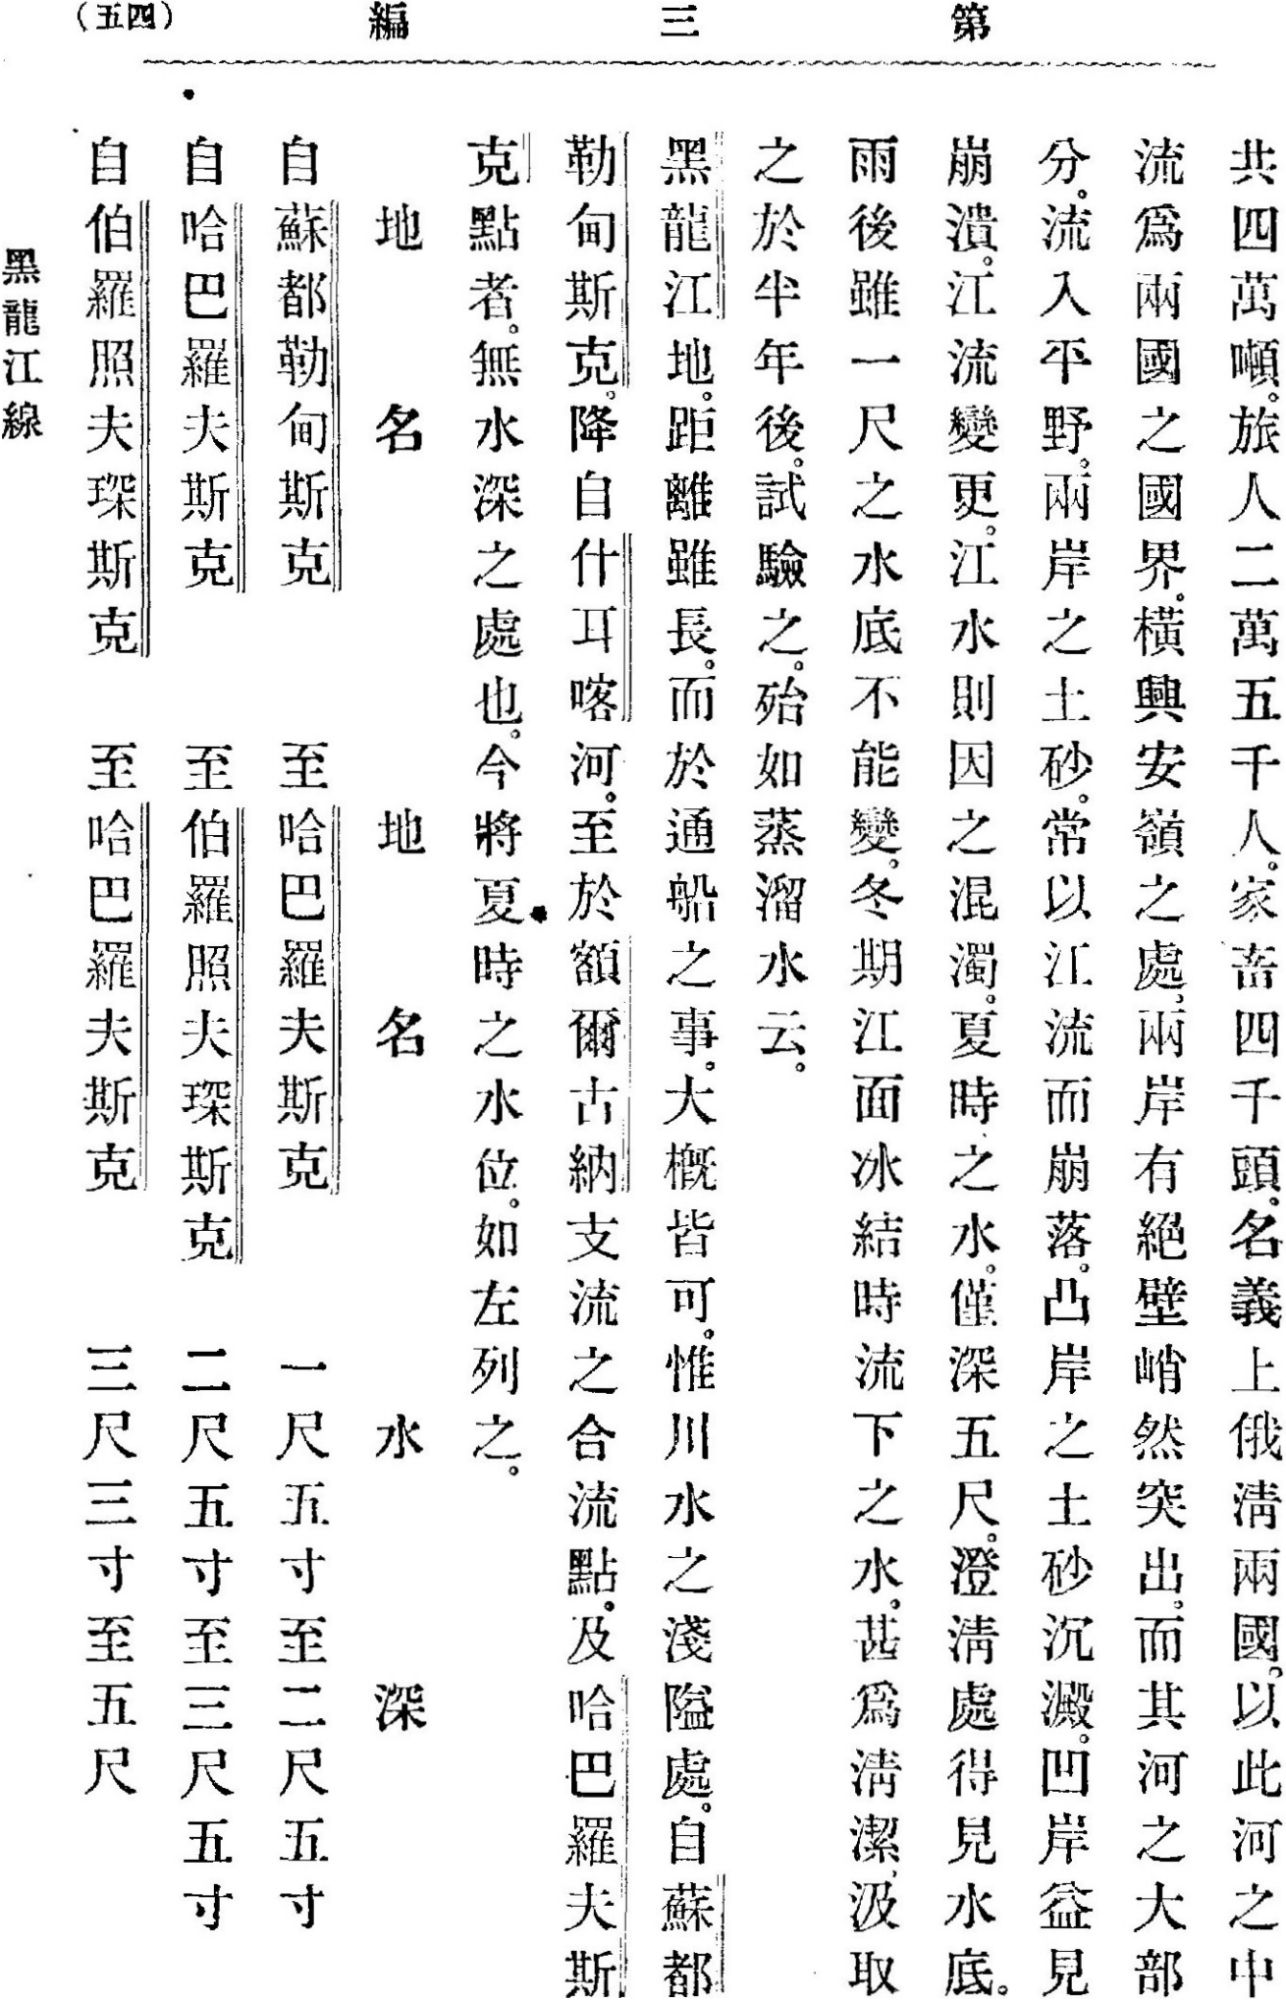 第三編
(四五)
共四萬噸。旅人二萬五千人。家畜四千頭。名義上俄淸兩國。以此河之中
流爲兩國之國界。橫興安嶺之處、兩岸有絕壁峭然突出。而其河之大部
分。流入平野。兩岸之土砂。常以江流而崩落。凸岸之土砂沉澱。凹岸益見
崩潰。江流變更。江水則因之混濁。夏時之水。僅深五尺。澄淸處得見水底。
雨後雖一尺之水底不能變。冬期江面冰結時流下之水。甚爲淸潔、汲取
之於半年後。試驗之。殆如蒸溜水云。
黑龍江地。距離雖長。而於通船之事。大槪皆可。惟川水之淺隘處。自蘇都
勒甸斯克。降自什耳喀河。至於額爾古納支流之合流點。及哈巴羅夫斯
克點者。無水深之處也。今將夏時之水位。如左列之。
地名　地名　水深
自蘇都勒甸斯克　至哈巴羅夫斯克　一尺五寸至二尺五寸
自哈巴羅夫斯克　至伯羅照夫琛斯克　二尺五寸至三尺五寸
自伯羅照夫琛斯克　至哈巴羅夫斯克　三尺三寸至五尺
黑龍江線